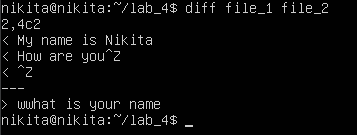 nikita@nikita:~/lab_4$ diff file_1 file_2
2,4c2
< My name is Nikita
< How are you^Z
< ^Z
---
> wwhat is your name
nikita@nikita:~/lab_4$ _